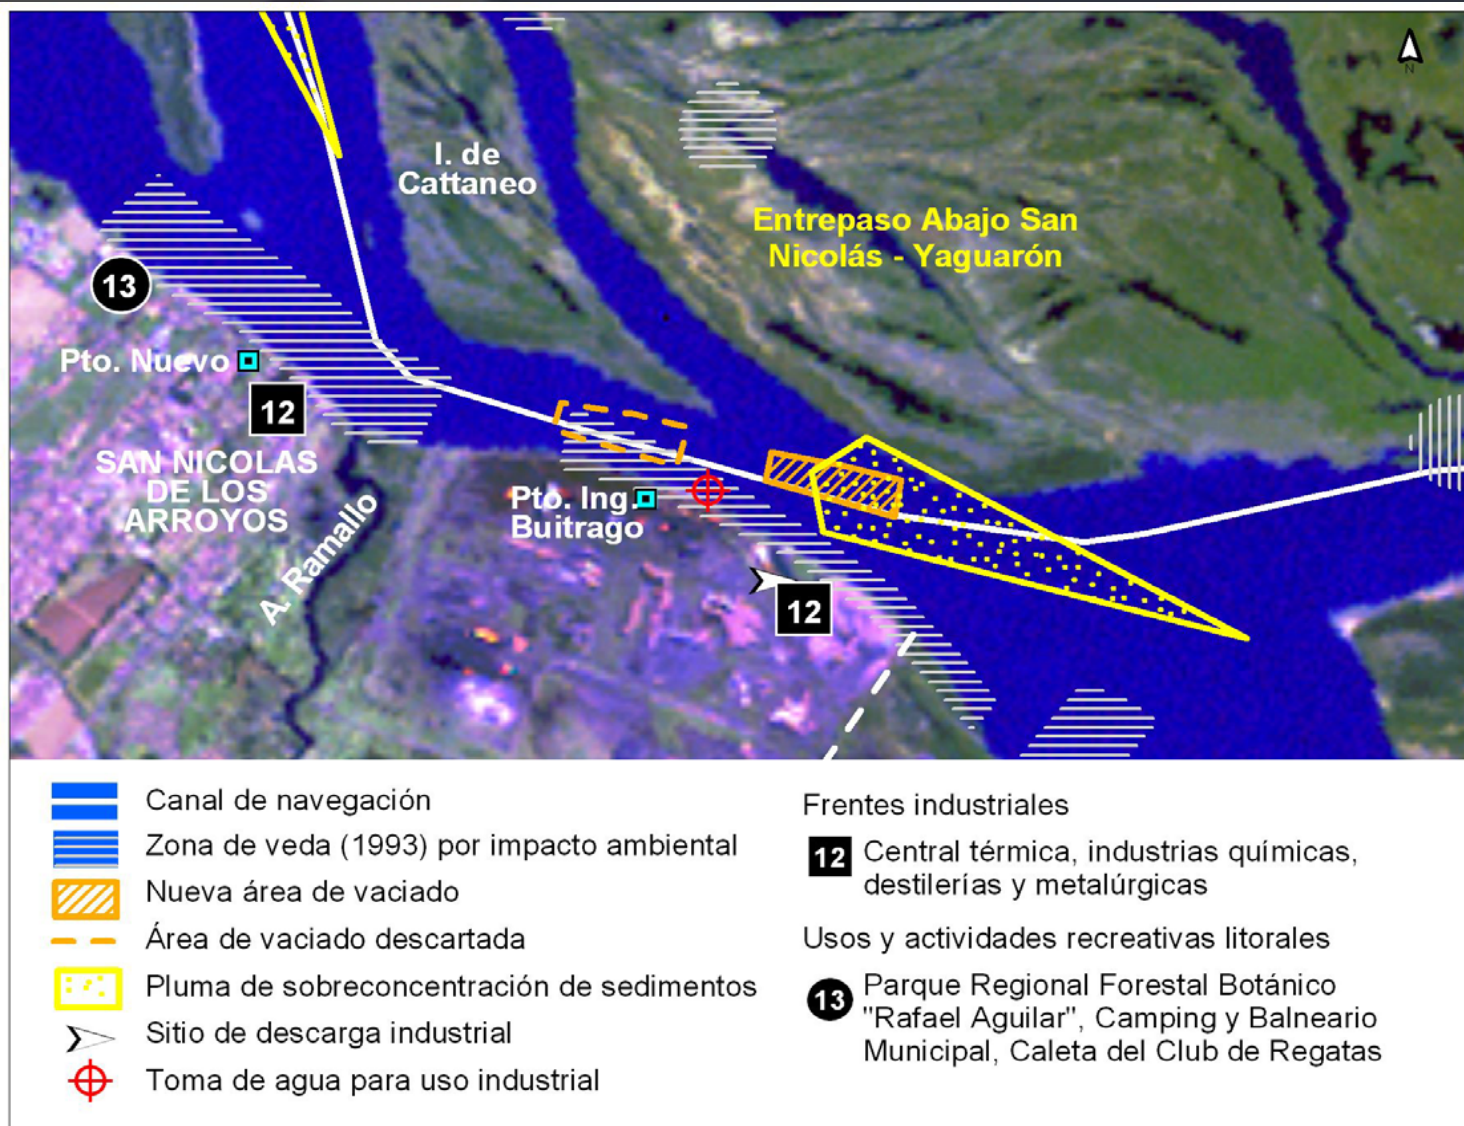 N
I. de
Cattaneo
Entrepaso Abajo San
Nicolás - Yaguarón
13
Pto. Nuevo
12
SAN NICOLAS
DE LOS
ARROYOS
A. Ramallo
Pto. Ing.
Buitrago
12
Canal de navegación
Zona de veda (1993) por impacto ambiental
Nueva área de vaciado
Área de vaciado descartada
Pluma de sobreconcentración de sedimentos
Sitio de descarga industrial
Toma de agua para uso industrial
Frentes industriales
12 Central térmica, industrias químicas,
destilerías y metalúrgicas
Usos y actividades recreativas litorales
13 Parque Regional Forestal Botánico
"Rafael Aguilar", Camping y Balneario
Municipal, Caleta del Club de Regatas